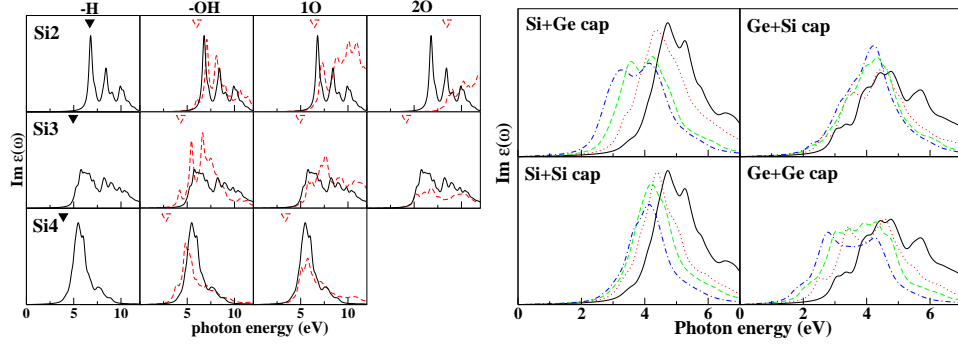 -H -OH 1O 2O
Si2
Si3
Si4
Im ε(ω)
0 5 10 5 10 5 10 5 10
photon energy (eV)
Si+Ge cap Ge+Si cap
Si+Si cap Ge+Ge cap
Im ε(ω)
0 2 4 6 0 2 4 6
Photon energy (eV)